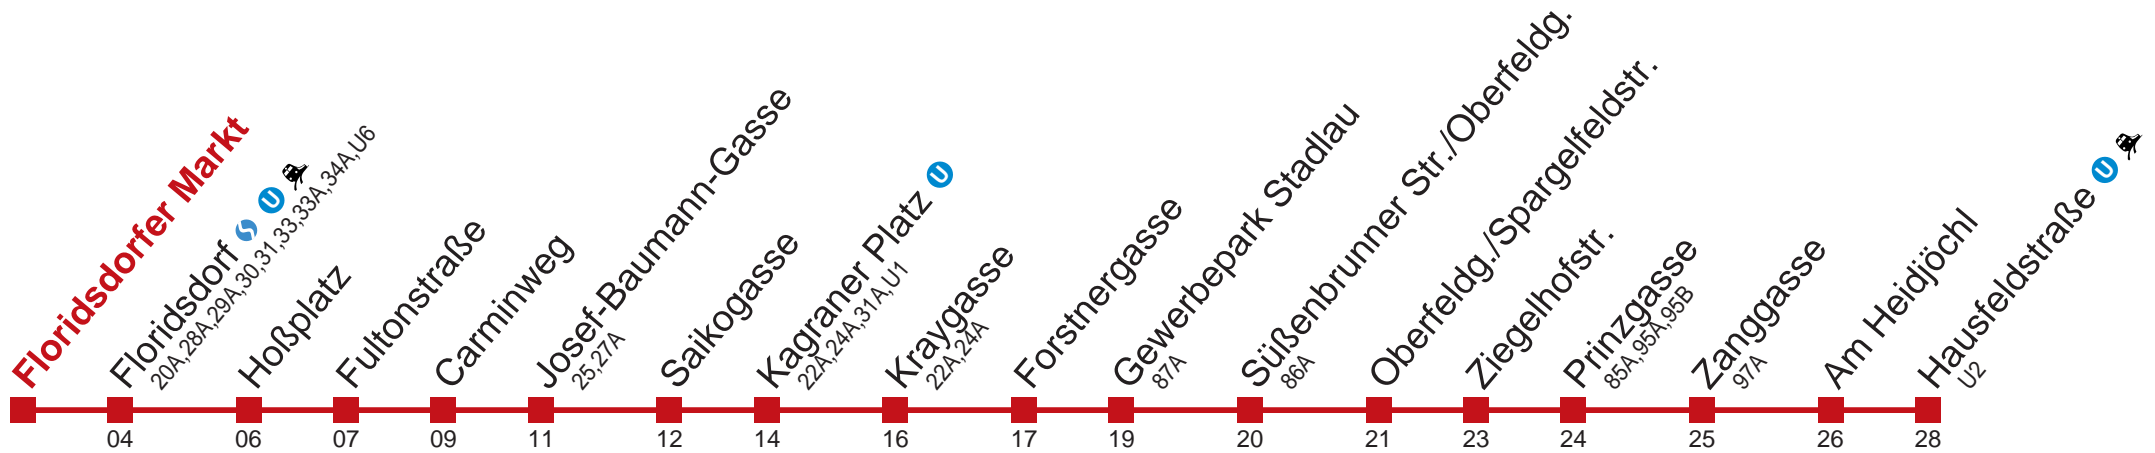 Floridsdorfer Markt
Floridsdorf
20A,28A,29A,30,31,33,33A,34A,U6
Hoßplatz
Fultonstraße
Carminweg
Josef-Baumann-Gasse
25,27A
Saikogasse
Kagraner Platz U
22A,24A,31A,U1
Kraygasse
22A,24A
Forstnergasse
Gewerbepark Stadlau
87A
Süßenbrunner Str./Oberfeldg.
86A
Oberfeldg./Spargelfeldstr.
Ziegelhofstr.
Prinzgasse
85A,95A,95B
Zanggasse
97A
Am Heidjöchl
Hausfeldstraße U
U2
04 06 07 09 11 12 14 16 17 19 20 21 23 24 25 26 28